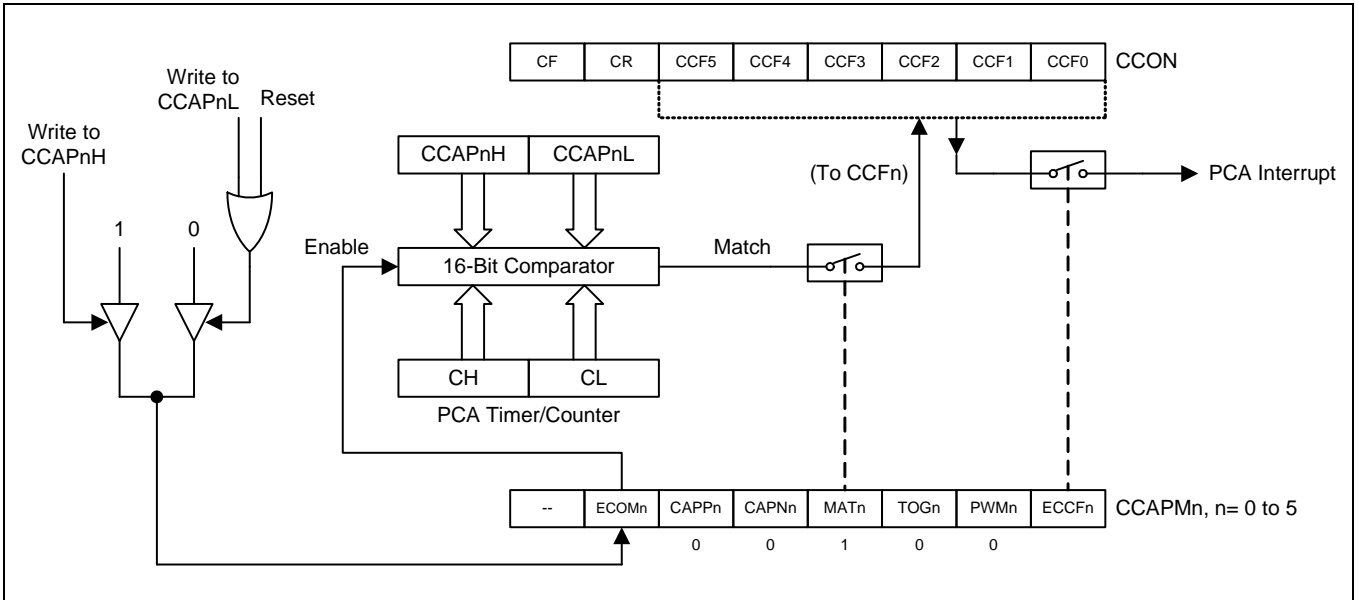 CF CR CCF5 CCF4 CCF3 CCF2 CCF1 CCF0 CCON
Write to
CCAPnL Reset
Write to
CCAPnH
CCAPnH CCAPnL
(To CCFn)
PCA Interrupt
1 0
Enable
16-Bit Comparator
Match
CH CL
PCA Timer/Counter
-- ECOMn CAPPn CAPNn MATn TOGn PWMn ECCFn CCAPMn, n= 0 to 5
0 0 1 0 0